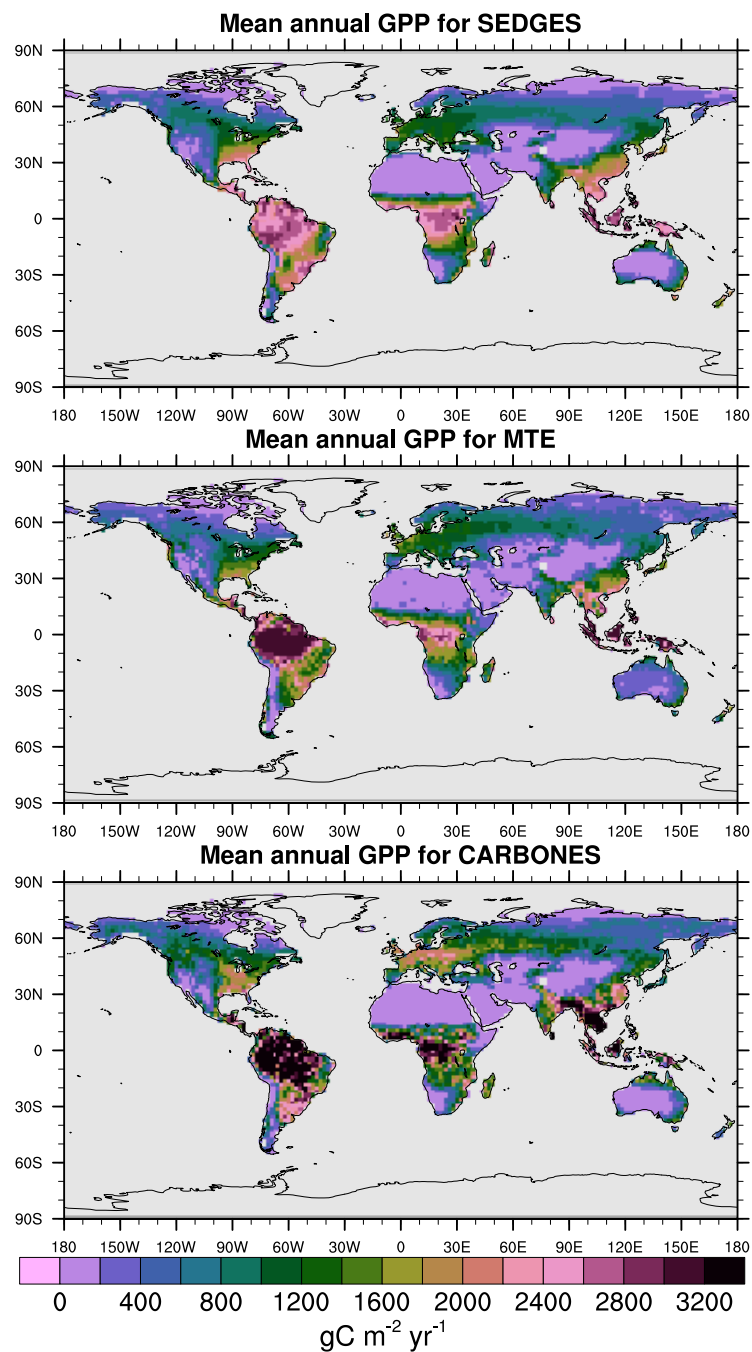 Mean annual GPP for SEDGES
90N
60N
30N
0
30S
60S
90S
180 150W 120W 90W 60W 30W 0 30E 60E 90E 120E 150E 180
Mean annual GPP for MTE
90N
60N
30N
0
30S
60S
90S
180 150W 120W 90W 60W 30W 0 30E 60E 90E 120E 150E 180
Mean annual GPP for CARBONES
90N
60N
30N
0
30S
60S
90S
180 150W 120W 90W 60W 30W 0 30E 60E 90E 120E 150E 180
0 400 800 1200 1600 2000 2400 2800 3200
gC m⁻² yr⁻¹